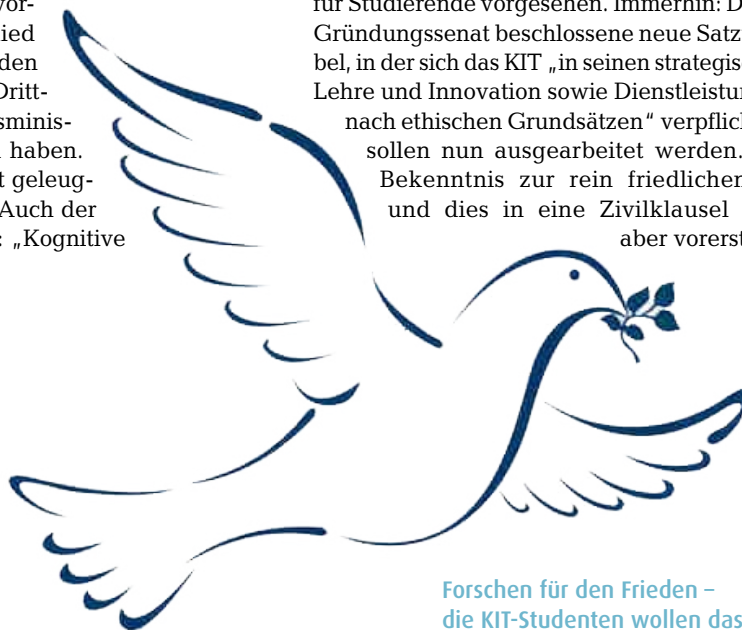 vor-
ied
den
Dritt-
sminis-
haben.
t geleug-
Auch der
: „Kognitive
für Studierende vorgesehen. Immerhin: D
Gründungssenat beschlossene neue Satz
bel, in der sich das KIT „in seinen strategis
Lehre und Innovation sowie Dienstleistun
nach ethischen Grundsätzen“ verpflich
sollen nun ausgearbeitet werden.
Bekenntnis zur rein friedlichen
und dies in eine Zivilklausel
aber vorerst
Forschen für den Frieden –
die KIT-Studenten wollen das